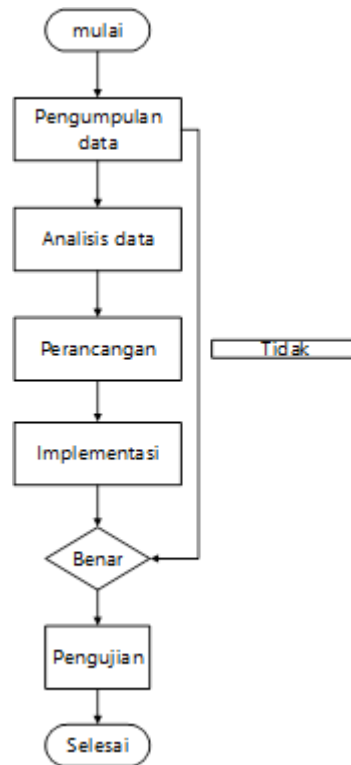 mulai
Pengumpulan
data
Analisis data
Perancangan
Tidak
Implementasi
Benar
Pengujian
Selesai